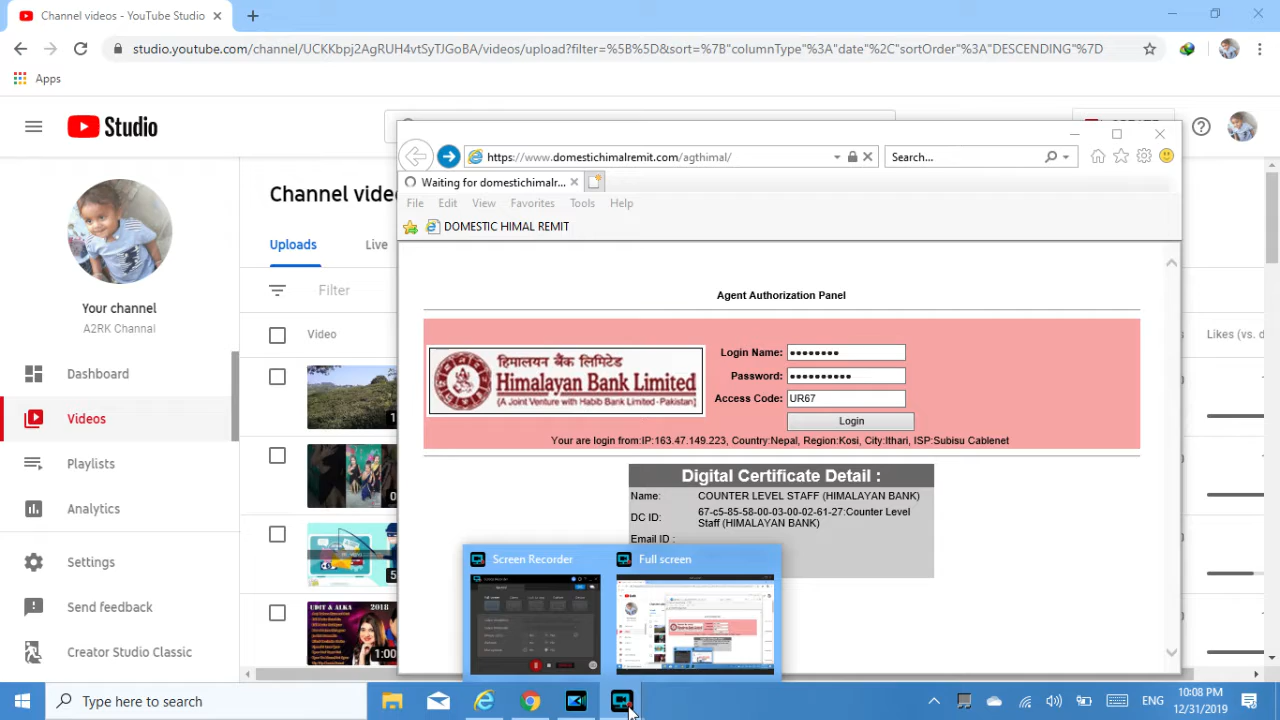 Channel videos - YouTube Studio
studio.youtube.com/channel/UCKKbpj2AgRUH4vtSyTJGoBA/videos/upload?filter=%5B%5D&sort=%7B"columnType"%3A"date"%2C"sortOrder"%3A"DESCENDING"%7D
Apps
Studio
https://www.domestichimalremit.com/agthimal/
Search...
Waiting for domestichimalr...
File Edit View Favorites Tools Help
DOMESTIC HIMAL REMIT
Your channel
A2RK Channal
Dashboard
Videos
Playlists
Analytics
Settings
Send feedback
Creator Studio Classic
Channel vide
Uploads Live
Filter
Video
Likes (vs. d
UDIT & ALKA 2018
1:00
Agent Authorization Panel
हिमालयन बैंक लिमिटेड
Himalayan Bank Limited
(A Joint Venture with Habib Bank Limited - Pakistan)
Login Name: ••••••••
Password: ••••••••••
Access Code: UR67
Login
Your are login from:IP:163.47.149.223, Country:Nepal, Region:Kosi, City:Ithari, ISP:Subisu Cablenet
Digital Certificate Detail :
Name: COUNTER LEVEL STAFF (HIMALAYAN BANK)
DC ID: 67-c5-85-58-00-03-00-02-61-27:Counter Level
Staff (HIMALAYAN BANK)
Email ID :
Screen Recorder
Full screen
Type here to search
ENG
10:08 PM
12/31/2019